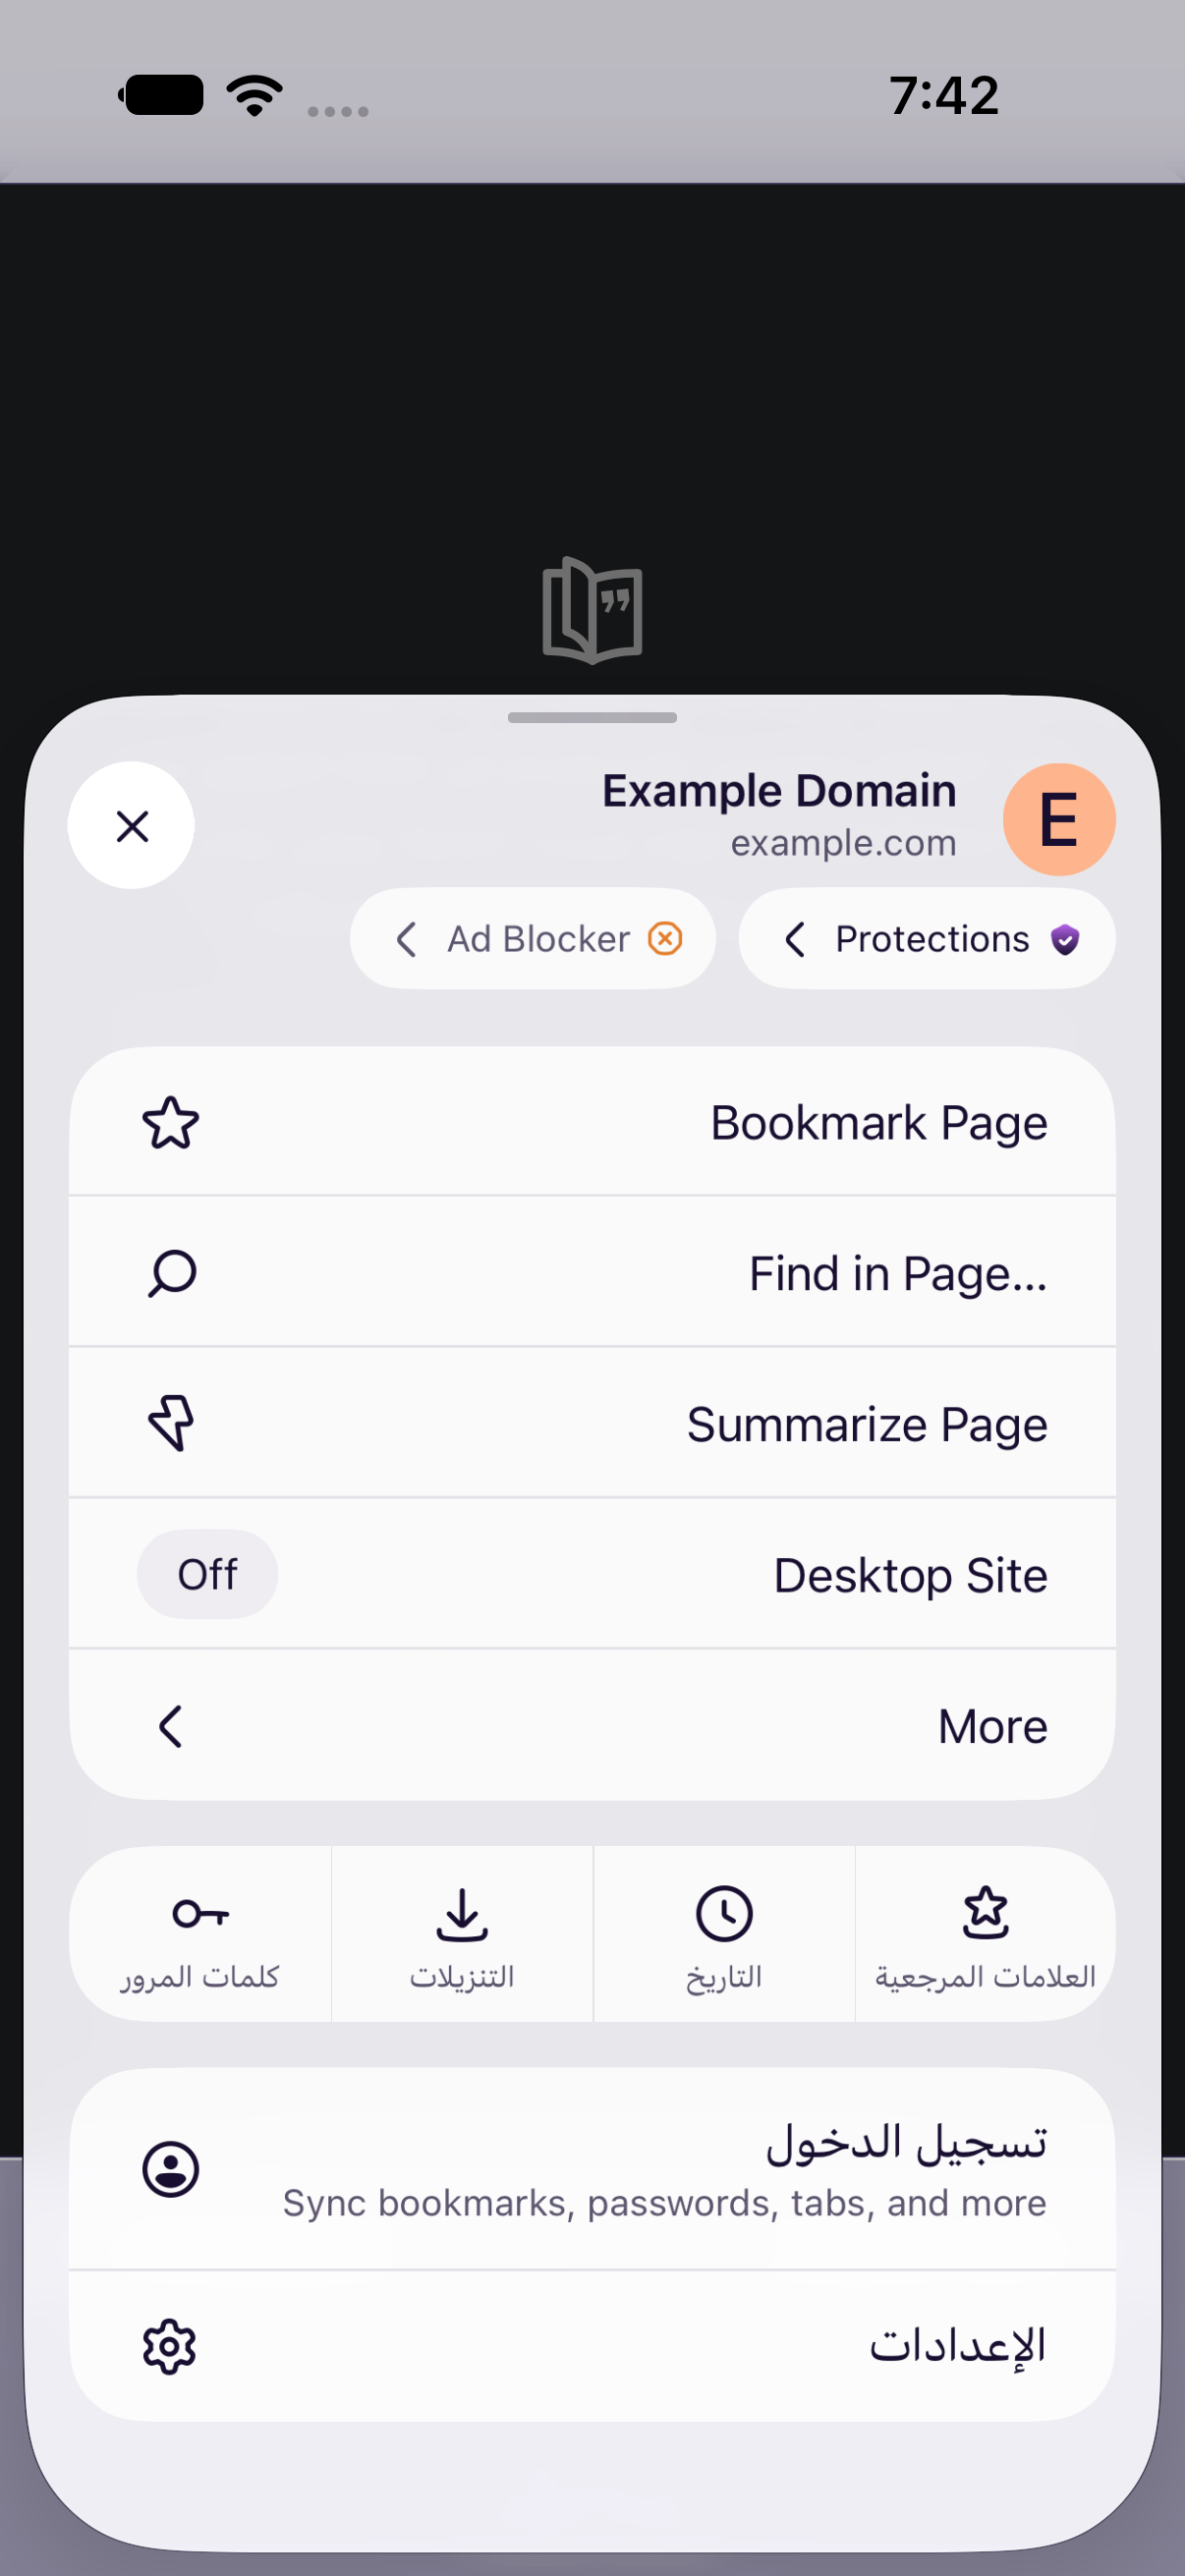 7:42
E
Example Domain
example.com
Protections
Ad Blocker
Bookmark Page
Find in Page...
Summarize Page
Desktop Site
Off
More
العلامات المرجعية
التاريخ
التنزيلات
كلمات المرور
تسجيل الدخول
Sync bookmarks, passwords, tabs, and more
الإعدادات